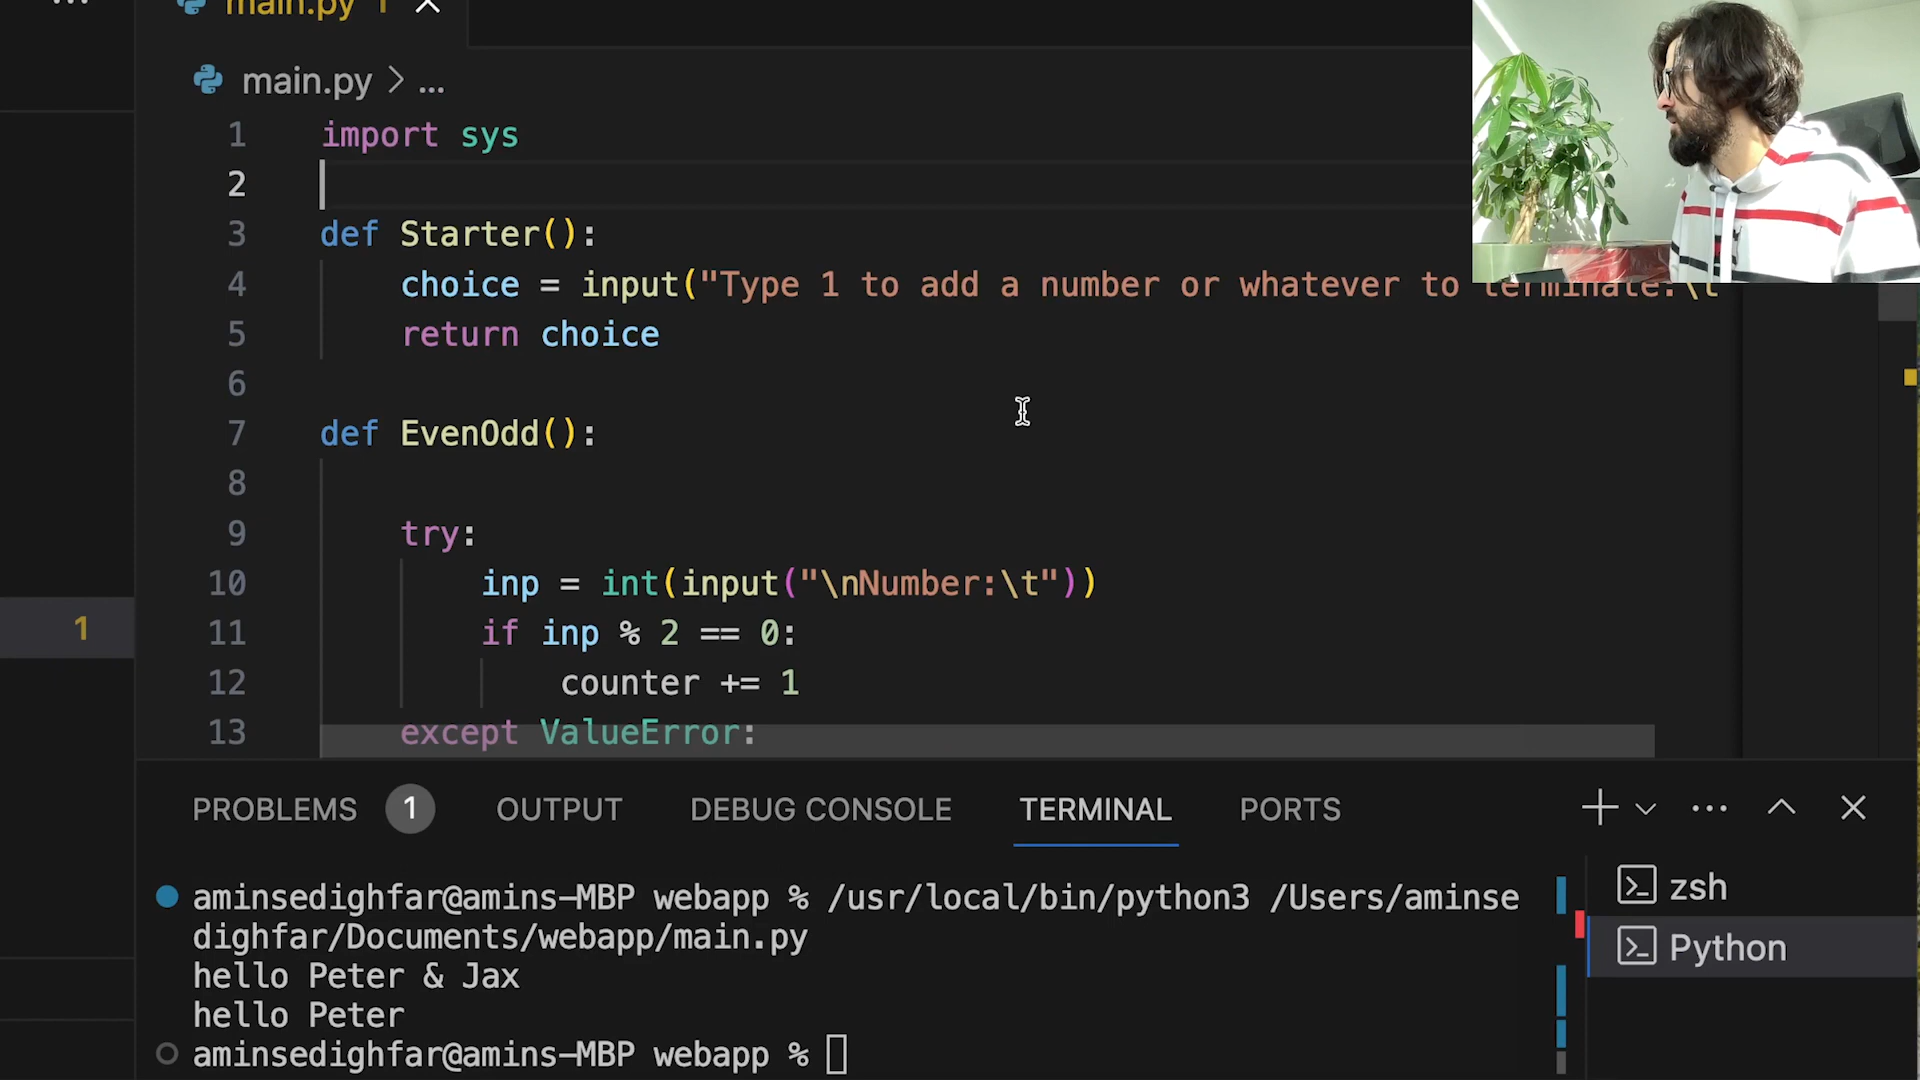 main.py 1
main.py > ...
1 import sys
2
3 def Starter():
4 choice = input("Type 1 to add a number or whatever to terminate:\t
5 return choice
6
7 def EvenOdd():
8
9 try:
10 inp = int(input("\nNumber:\t"))
11 if inp % 2 == 0:
12 counter += 1
13 except ValueError:
1
PROBLEMS 1 OUTPUT DEBUG CONSOLE TERMINAL PORTS
aminsedighfar@amins-MBP webapp % /usr/local/bin/python3 /Users/aminse
dighfar/Documents/webapp/main.py
hello Peter & Jax
hello Peter
aminsedighfar@amins-MBP webapp %
zsh
Python